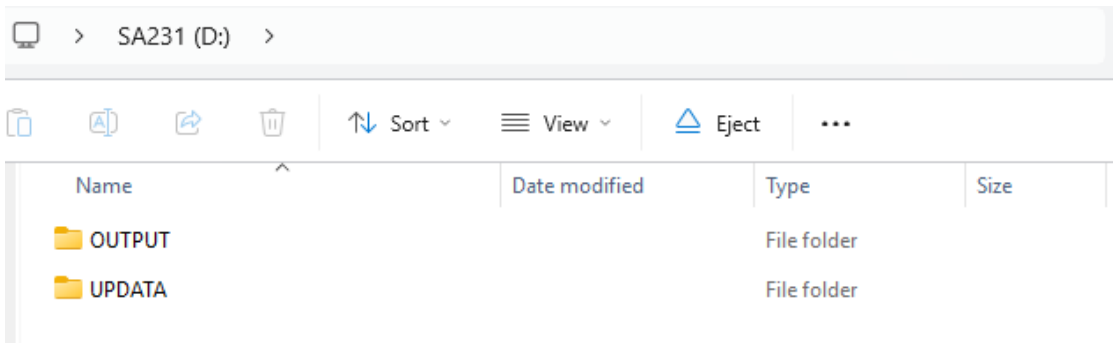 > SA231 (D:) >
Sort View Eject ...
Name Date modified Type Size
OUTPUT File folder
UPDATA File folder